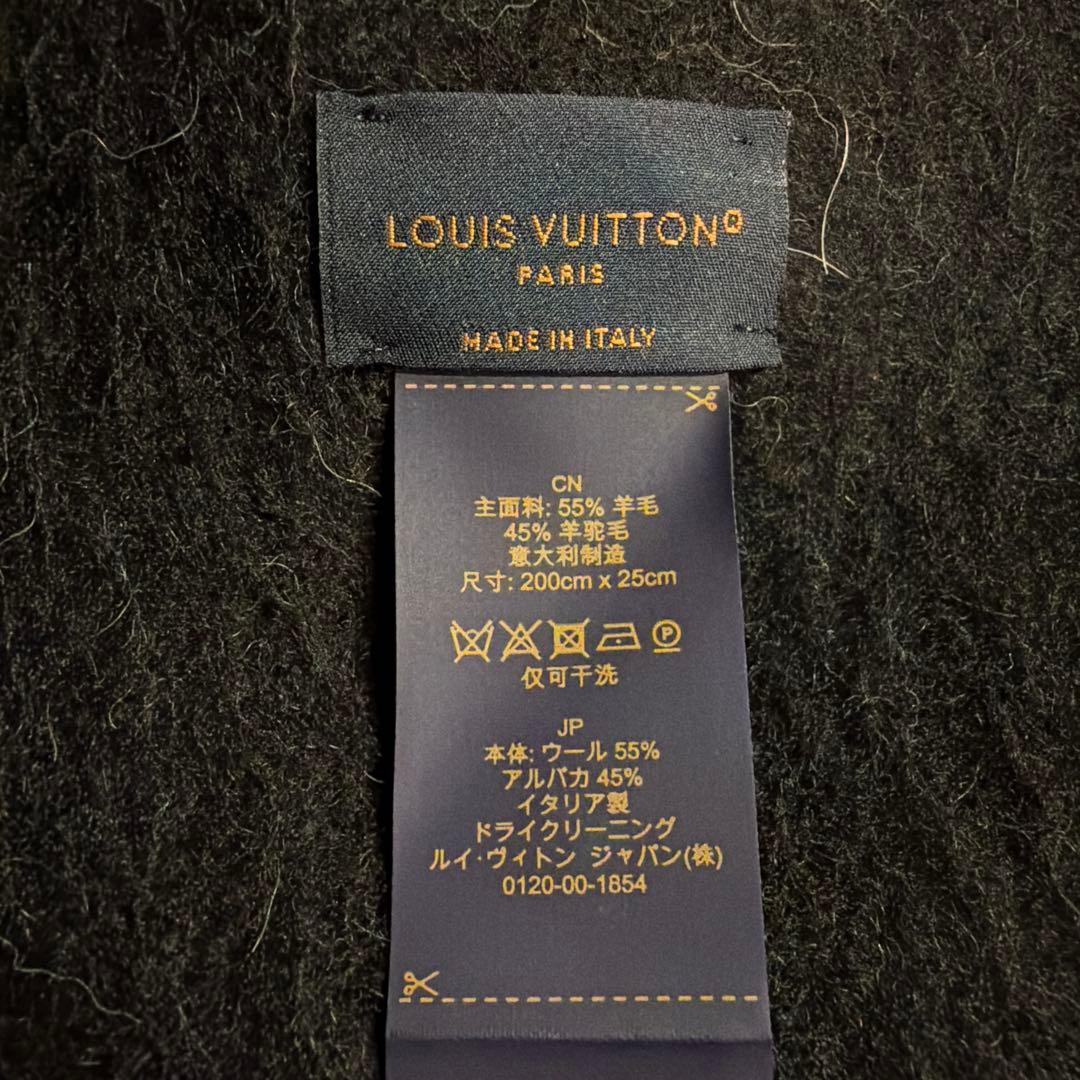 LOUIS VUITTON®
PARIS
MADE IN ITALY
CN
主面料: 55% 羊毛
45% 羊驼毛
意大利制造
尺寸: 200cm x 25cm
P
仅可干洗
JP
本体: ウール 55%
アルパカ 45%
イタリア製
ドライクリーニング
ルイ·ヴィトン ジャパン(株)
0120-00-1854